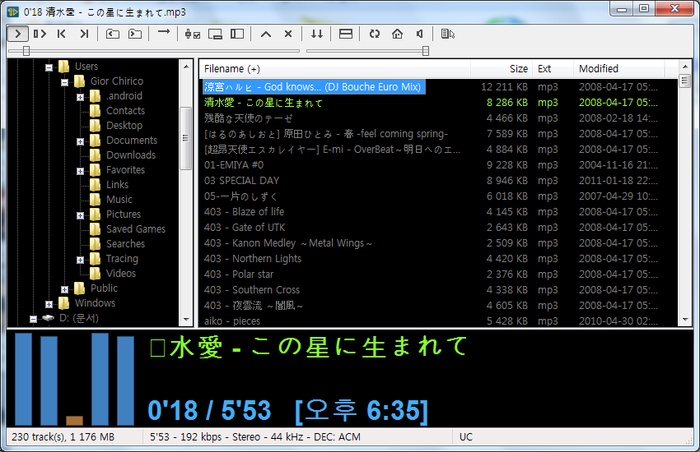 0'18 清水愛 - この星に生まれて.mp3
Users
Gior Chirico
.android
Contacts
Desktop
Documents
Downloads
Favorites
Links
Music
Pictures
Saved Games
Searches
Tracing
Videos
Public
Windows
D: (문서)
Filename (+) Size Ext Modified
涼宮ハルヒ - God knows... (DJ Bouche Euro Mix) 12 211 KB mp3 2008-04-17 05:...
清水愛 - この星に生まれて 8 286 KB mp3 2008-04-17 05:...
残酷な天使のテーゼ 4 466 KB mp3 2008-02-18 14:...
[はるのあしおと] 原田ひとみ - 春 -feel coming spring- 7 589 KB mp3 2008-04-17 05:...
[超昂天使エスカレイヤー] E-mi - OverBeat～明日へのエ... 4 884 KB mp3 2008-04-17 05:...
01-EMIYA #0 9 228 KB mp3 2004-11-16 21:...
03 SPECIAL DAY 8 946 KB mp3 2011-01-18 22:...
05-一片のしずく 6 018 KB mp3 2007-04-29 10:...
403 - Blaze of life 4 145 KB mp3 2008-04-17 05:...
403 - Gate of UTK 2 643 KB mp3 2008-04-17 05:...
403 - Kanon Medley ～Metal Wings～ 2 509 KB mp3 2008-04-17 05:...
403 - Northern Lights 4 420 KB mp3 2008-04-17 05:...
403 - Polar star 2 376 KB mp3 2008-04-17 05:...
403 - Southern Cross 4 338 KB mp3 2008-04-17 05:...
403 - 夜雲流 ～闇風～ 4 605 KB mp3 2008-04-17 05:...
aiko - pieces 5 428 KB mp3 2010-04-30 02:...
□水愛 - この星に生まれて
0'18 / 5'53 [오후 6:35]
230 track(s), 1 176 MB 5'53 - 192 kbps - Stereo - 44 kHz - DEC: ACM UC